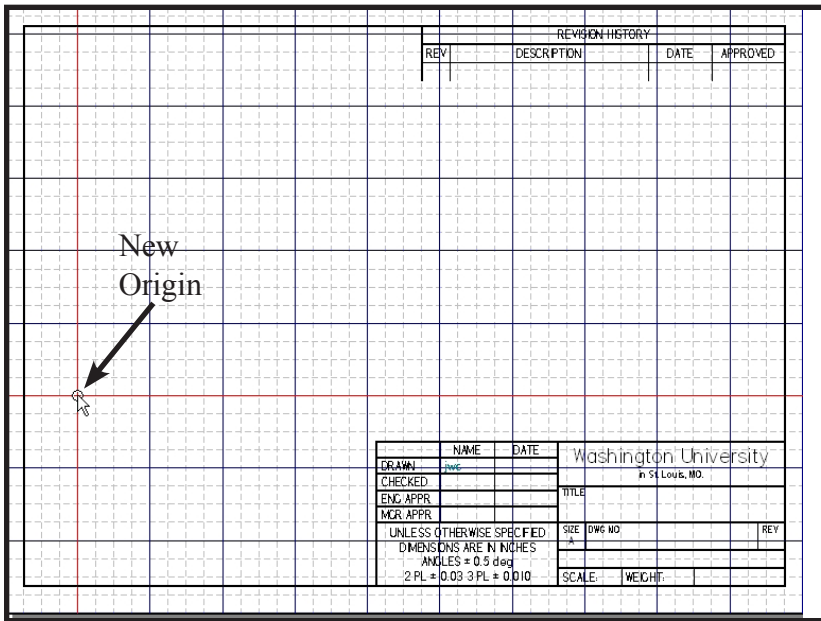 REVISION HISTORY
REV DESCRIPTION DATE APPROVED
New
Origin
NAME DATE
DRAWN jwc
CHECKED
ENG APPR
MGR APPR
UNLESS OTHERWISE SPECIFIED
DIMENSIONS ARE IN INCHES
ANGLES ± 0.5 deg
2 PL ± 0.03 3 PL ± 0.010
Washington University
in St. Louis, MO.
TITLE
SIZE DWG NO REV
A
SCALE: WEIGHT: